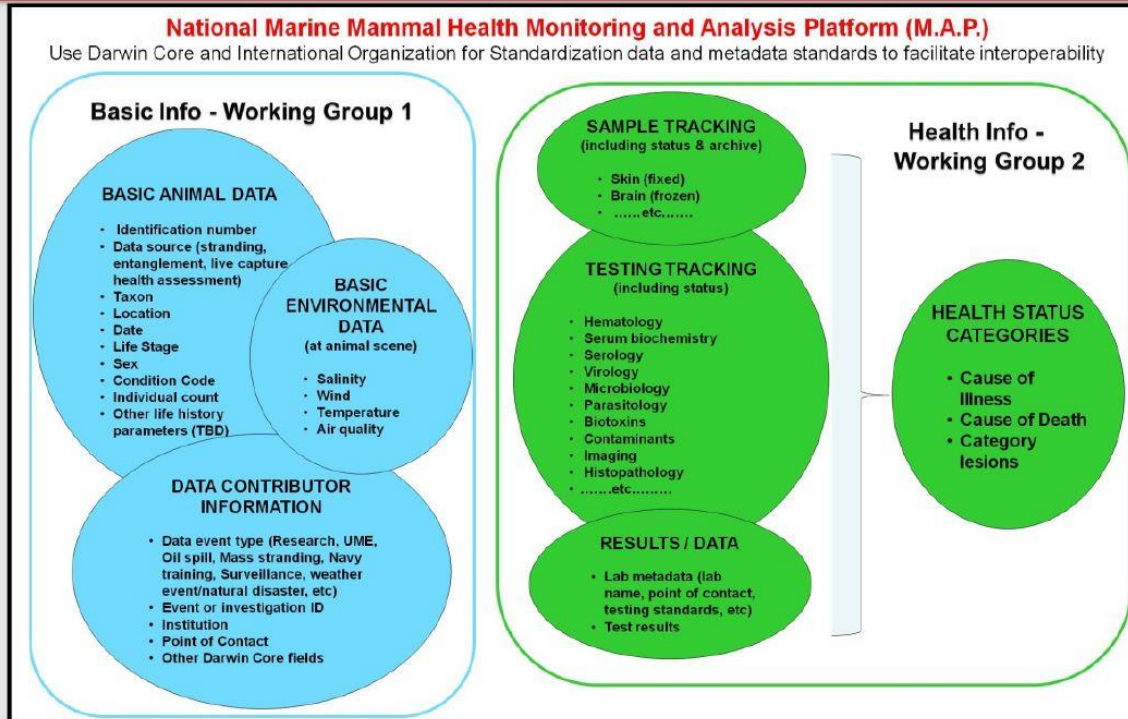 National Marine Mammal Health Monitoring and Analysis Platform (M.A.P.)
Use Darwin Core and International Organization for Standardization data and metadata standards to facilitate interoperability
Basic Info - Working Group 1
BASIC ANIMAL DATA
• Identification number
• Data source (stranding,
entanglement, live capture
health assessment)
• Taxon
• Location
• Date
• Life Stage
• Sex
• Condition Code
• Individual count
• Other life history
parameters (TBD)
BASIC
ENVIRONMENTAL
DATA
(at animal scene)
• Salinity
• Wind
• Temperature
• Air quality
DATA CONTRIBUTOR
INFORMATION
• Data event type (Research, UME,
Oil spill, Mass stranding, Navy
training, Surveillance, weather
event/natural disaster, etc)
• Event or investigation ID
• Institution
• Point of Contact
• Other Darwin Core fields
Health Info -
Working Group 2
SAMPLE TRACKING
(including status & archive)
• Skin (fixed)
• Brain (frozen)
• ......etc.......
TESTING TRACKING
(including status)
• Hematology
• Serum biochemistry
• Serology
• Virology
• Microbiology
• Parasitology
• Biotoxins
• Contaminants
• Imaging
• Histopathology
• .......etc.........
RESULTS / DATA
• Lab metadata (lab
name, point of contact,
testing standards, etc)
• Test results
HEALTH STATUS
CATEGORIES
• Cause of
Illness
• Cause of Death
• Category
lesions